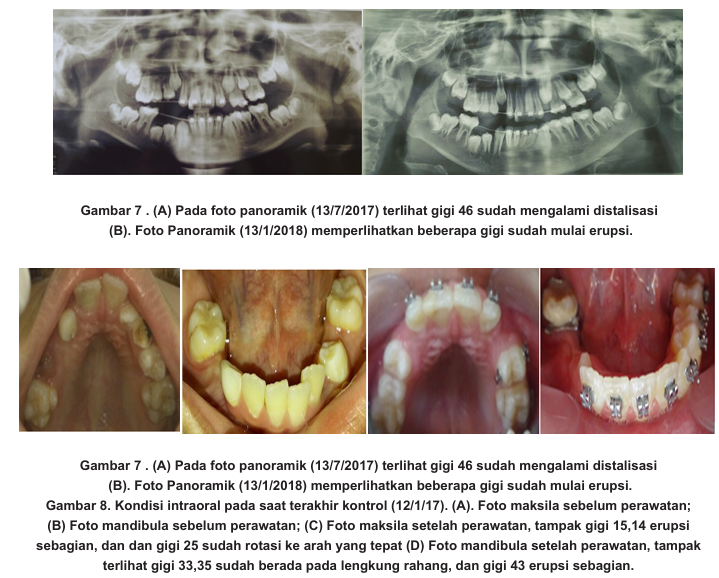 Gambar 7 . (A) Pada foto panoramik (13/7/2017) terlihat gigi 46 sudah mengalami distalisasi
(B). Foto Panoramik (13/1/2018) memperlihatkan beberapa gigi sudah mulai erupsi.
Gambar 7 . (A) Pada foto panoramik (13/7/2017) terlihat gigi 46 sudah mengalami distalisasi
(B). Foto Panoramik (13/1/2018) memperlihatkan beberapa gigi sudah mulai erupsi.
Gambar 8. Kondisi intraoral pada saat terakhir kontrol (12/1/17). (A). Foto maksila sebelum perawatan;
(B) Foto mandibula sebelum perawatan; (C) Foto maksila setelah perawatan, tampak gigi 15,14 erupsi
sebagian, dan dan gigi 25 sudah rotasi ke arah yang tepat (D) Foto mandibula setelah perawatan, tampak
terlihat gigi 33,35 sudah berada pada lengkung rahang, dan gigi 43 erupsi sebagian.